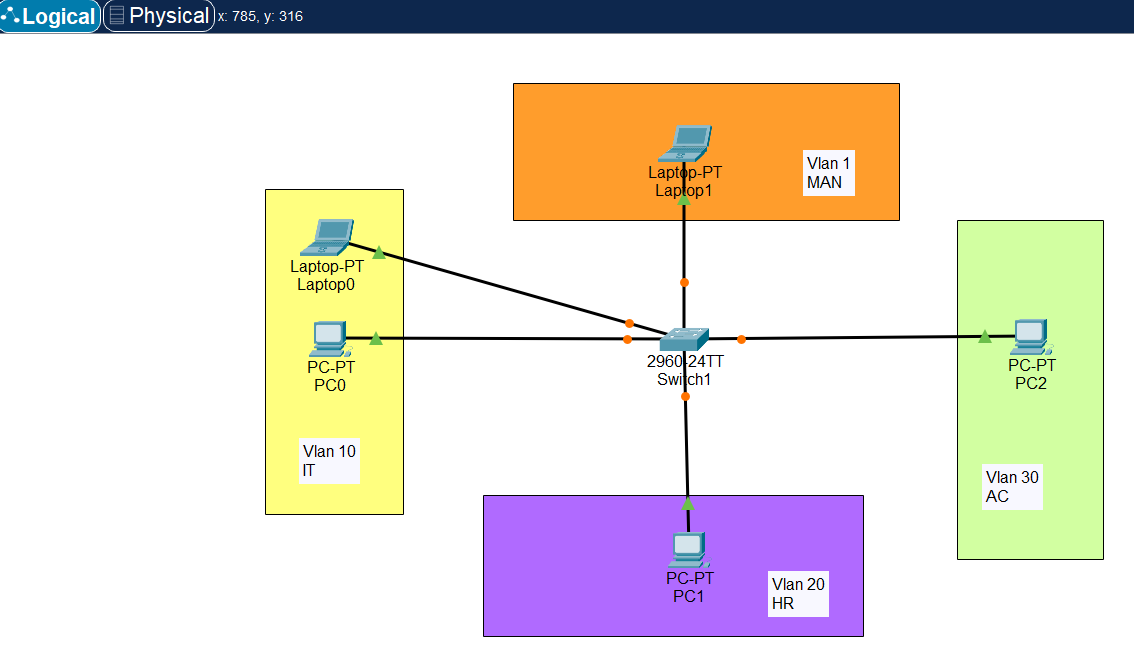 Logical Physical x: 785, y: 316
Laptop-PT
Laptop1
Vlan 1
MAN
Laptop-PT
Laptop0
PC-PT
PC0
Vlan 10
IT
2960-24TT
Switch1
PC-PT
PC2
Vlan 30
AC
PC-PT
PC1
Vlan 20
HR